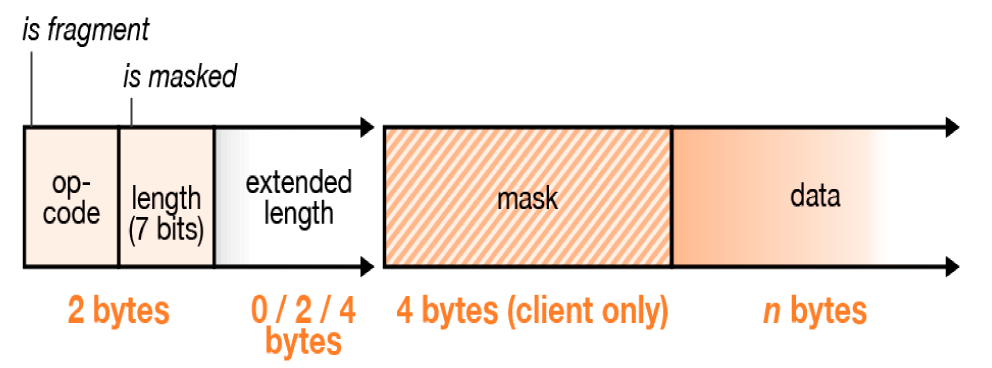 is fragment
is masked
op-
code
length
(7 bits)
extended
length
mask
data
2 bytes
0 / 2 / 4
bytes
4 bytes (client only)
n bytes